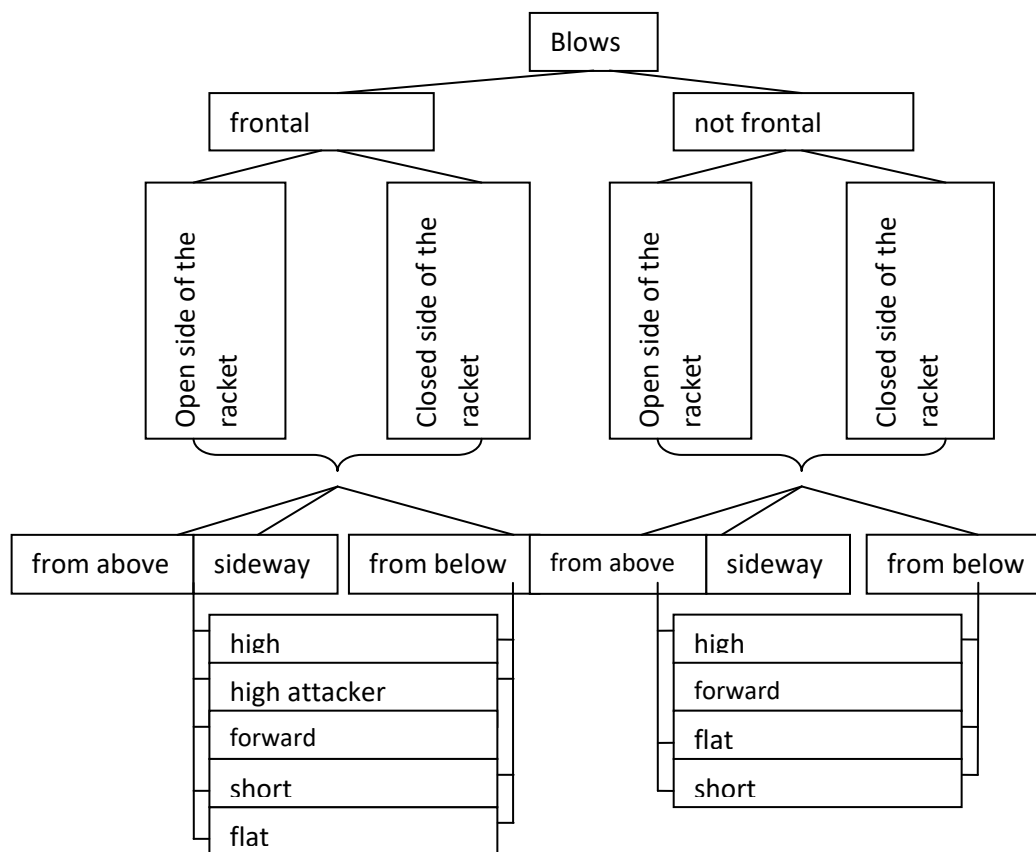 Blows
frontal
not frontal
Open side of the
racket
Closed side of the
racket
Open side of the
racket
Closed side of the
racket
from above
sideway
from below
from above
sideway
from below
high
high attacker
forward
short
flat
high
forward
flat
short